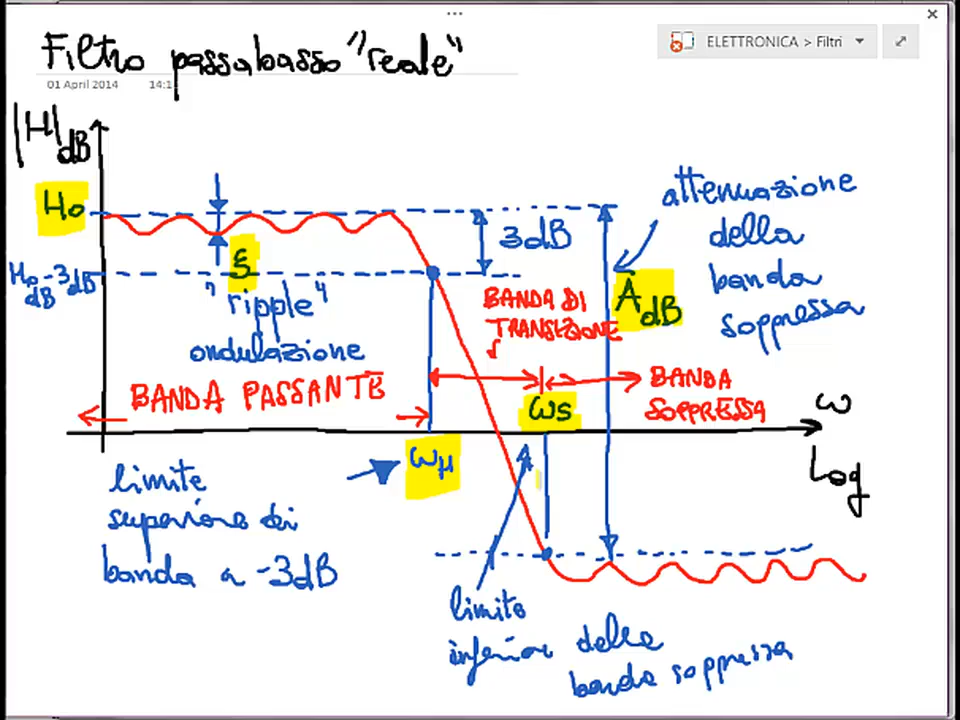 Filtro passabasso "reale"
ELETTRONICA > Filtri
01 April 2014
|H|dB
H0
H0dB-3dB
3dB
ξ
"ripple"
ondulazione
BANDA PASSANTE
BANDA DI
TRANSIZIONE
AdB
attenuazione
della
banda
soppressa
BANDA
SOPPRESSA
ωs
ωH
ω
Log
limite
superiore di
banda a -3dB
limite
inferiore della
banda soppressa